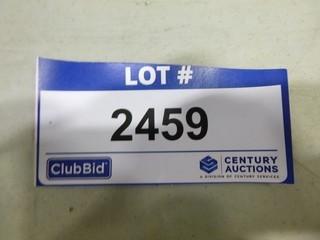 LOT #
2459
ClubBid®
CENTURY
AUCTIONS
A DIVISION OF CENTURY SERVICES